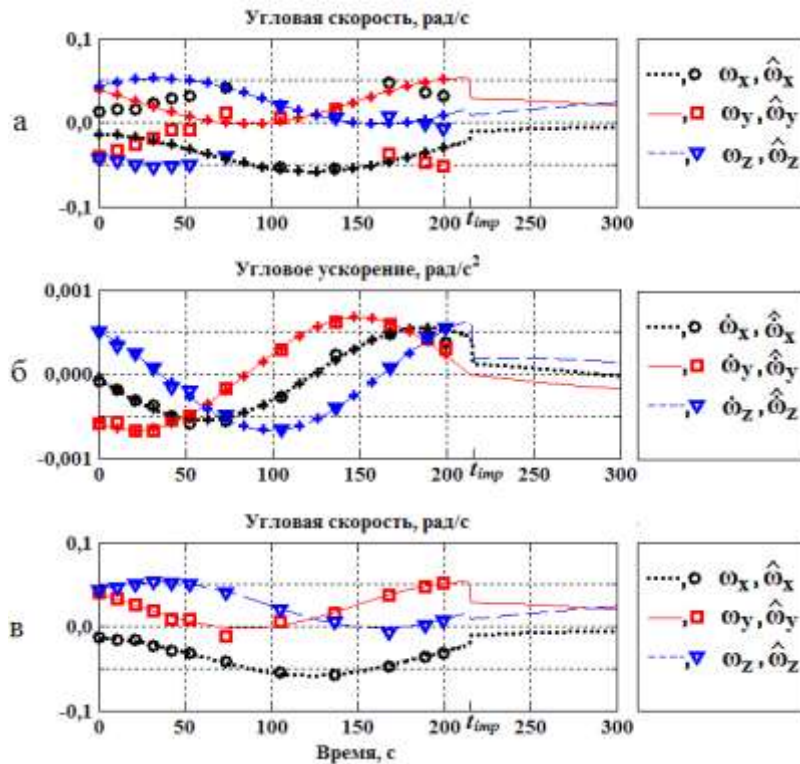 Угловая скорость, рад/с
0,1
0,0
-0,1
а
0 50 100 150 200 t_imp 250 300
ω_x, ω̂_x
ω_y, ω̂_y
ω_z, ω̂_z
Угловое ускорение, рад/с²
0,001
0,000
-0,001
б
0 50 100 150 200 t_imp 250 300
ω̇_x, ω̇̂_x
ω̇_y, ω̇̂_y
ω̇_z, ω̇̂_z
Угловая скорость, рад/с
0,1
0,0
-0,1
в
0 50 100 150 200 t_imp 250 300
Время, с
ω_x, ω̂_x
ω_y, ω̂_y
ω_z, ω̂_z